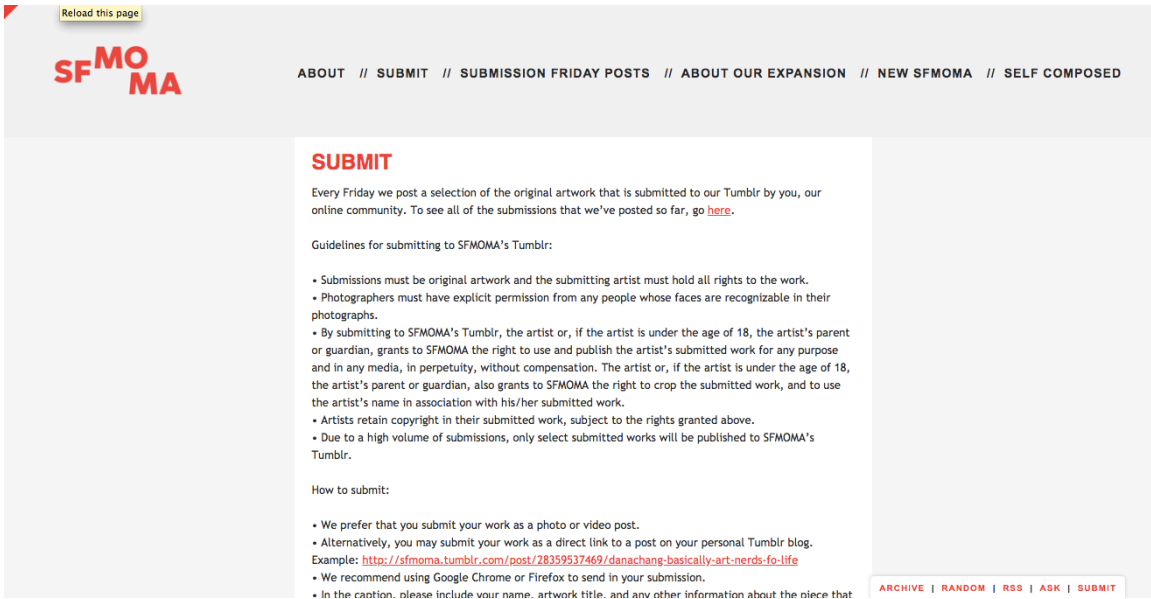 Reload this page
SFMOMA
ABOUT // SUBMIT // SUBMISSION FRIDAY POSTS // ABOUT OUR EXPANSION // NEW SFMOMA // SELF COMPOSED
SUBMIT
Every Friday we post a selection of the original artwork that is submitted to our Tumblr by you, our
online community. To see all of the submissions that we've posted so far, go here.
Guidelines for submitting to SFMOMA's Tumblr:
• Submissions must be original artwork and the submitting artist must hold all rights to the work.
• Photographers must have explicit permission from any people whose faces are recognizable in their
photographs.
• By submitting to SFMOMA's Tumblr, the artist or, if the artist is under the age of 18, the artist's parent
or guardian, grants to SFMOMA the right to use and publish the artist's submitted work for any purpose
and in any media, in perpetuity, without compensation. The artist or, if the artist is under the age of 18,
the artist's parent or guardian, also grants to SFMOMA the right to crop the submitted work, and to use
the artist's name in association with his/her submitted work.
• Artists retain copyright in their submitted work, subject to the rights granted above.
• Due to a high volume of submissions, only select submitted works will be published to SFMOMA's
Tumblr.
How to submit:
• We prefer that you submit your work as a photo or video post.
• Alternatively, you may submit your work as a direct link to a post on your personal Tumblr blog.
Example: http://sfmoma.tumblr.com/post/28359537469/danachang-basically-art-nerds-fo-life
• We recommend using Google Chrome or Firefox to send in your submission.
• In the caption, please include your name, artwork title, and any other information about the piece that
ARCHIVE | RANDOM | RSS | ASK | SUBMIT